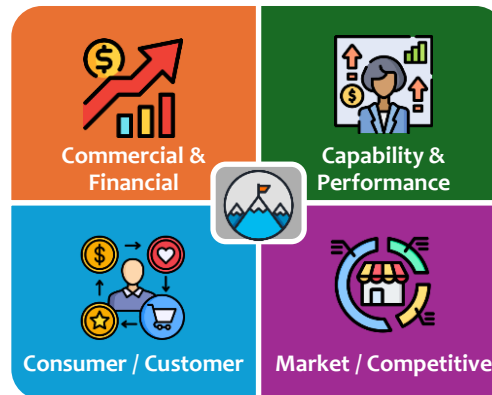 Commercial &
Financial
Capability &
Performance
Consumer / Customer
Market / Competitive